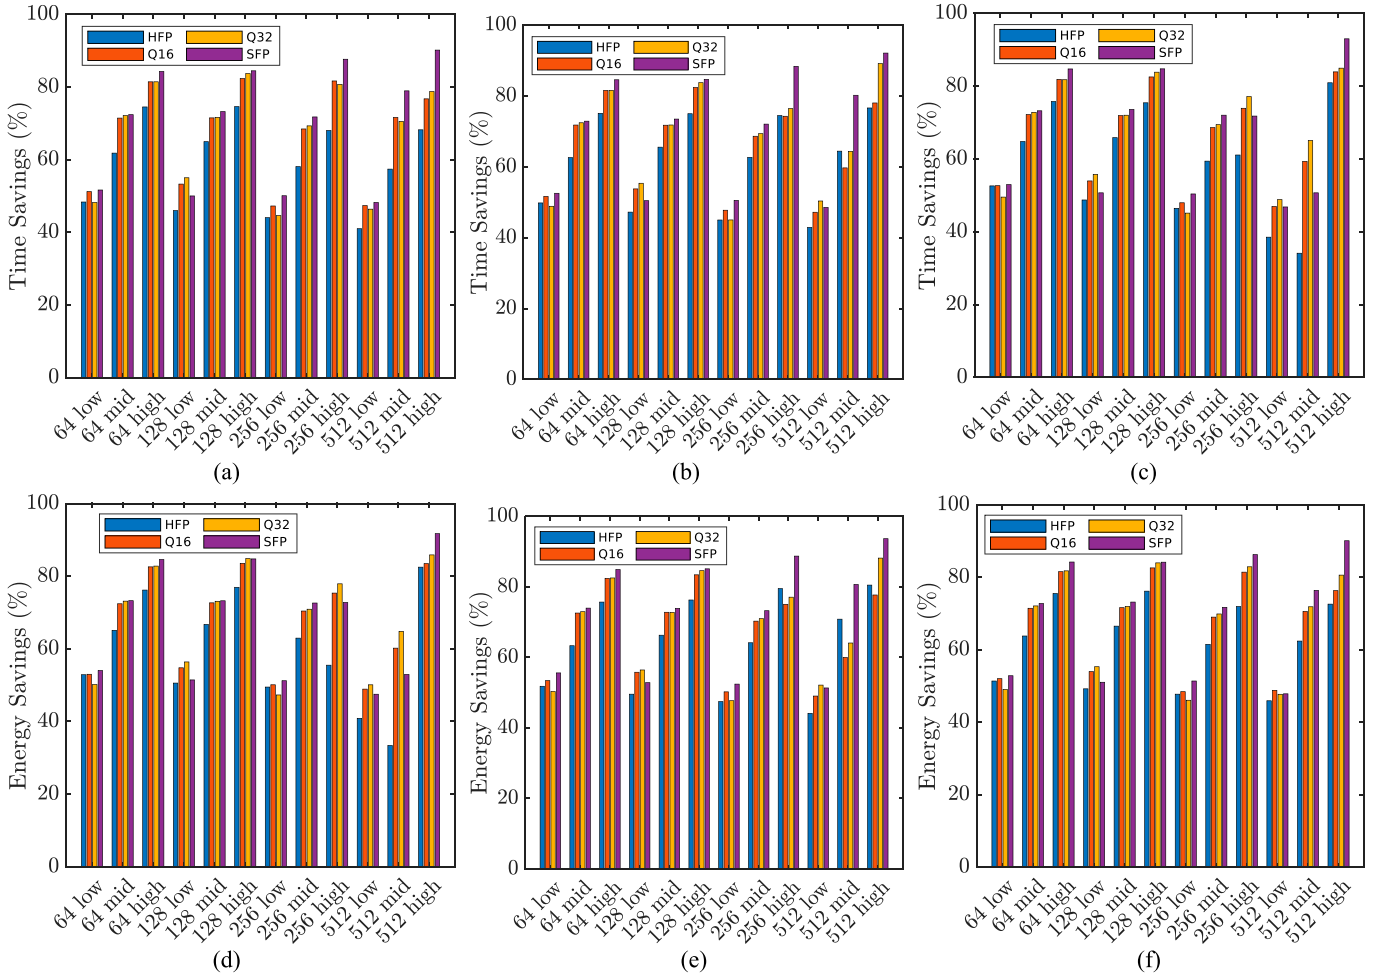 100
80
60
40
20
0
Time Savings (%)
HFP
Q32
Q16
SFP
64 low
64 mid
64 high
128 low
128 mid
128 high
256 low
256 mid
256 high
512 low
512 mid
512 high
(a)
100
80
60
40
20
0
Time Savings (%)
HFP
Q32
Q16
SFP
64 low
64 mid
64 high
128 low
128 mid
128 high
256 low
256 mid
256 high
512 low
512 mid
512 high
(b)
100
80
60
40
20
0
Time Savings (%)
HFP
Q32
Q16
SFP
64 low
64 mid
64 high
128 low
128 mid
128 high
256 low
256 mid
256 high
512 low
512 mid
512 high
(c)
100
80
60
40
20
0
Energy Savings (%)
HFP
Q32
Q16
SFP
64 low
64 mid
64 high
128 low
128 mid
128 high
256 low
256 mid
256 high
512 low
512 mid
512 high
(d)
100
80
60
40
20
0
Energy Savings (%)
HFP
Q32
Q16
SFP
64 low
64 mid
64 high
128 low
128 mid
128 high
256 low
256 mid
256 high
512 low
512 mid
512 high
(e)
100
80
60
40
20
0
Energy Savings (%)
HFP
Q32
Q16
SFP
64 low
64 mid
64 high
128 low
128 mid
128 high
256 low
256 mid
256 high
512 low
512 mid
512 high
(f)